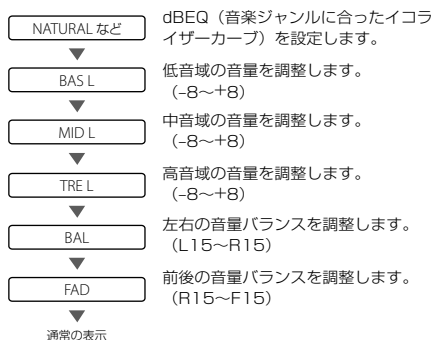 NATURAL など
dBEQ（音楽ジャンルに合ったイコラ
イザーカーブ）を設定します。
BAS L
低音域の音量を調整します。
（–8～+8）
MID L
中音域の音量を調整します。
（–8～+8）
TRE L
高音域の音量を調整します。
（–8～+8）
BAL
左右の音量バランスを調整します。
（L15～R15）
FAD
前後の音量バランスを調整します。
（R15～F15）
通常の表示